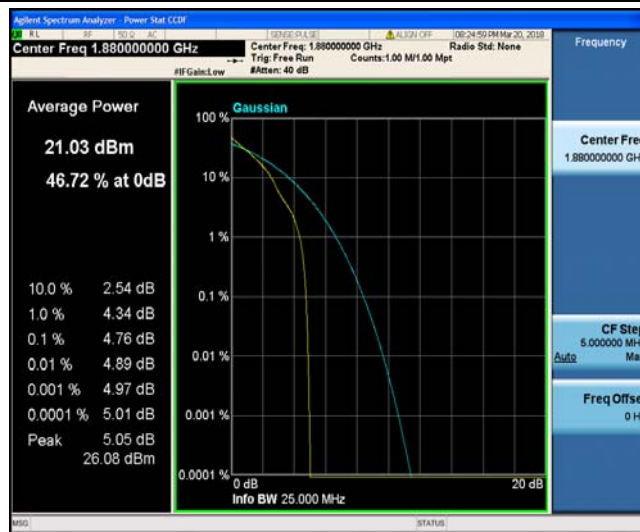 Agilent Spectrum Analyzer - Power Stat CCDF
RL RF 50 Ω AC SENSE:PULSE ALIGN OFF 08:24:59 PM Mar 20, 2018
Center Freq 1.880000000 GHz
Center Freq: 1.880000000 GHz Radio Std: None
Trig: Free Run Counts:1.00 M/1.00 Mpt
#IFGain:Low #Atten: 40 dB
Frequency
Average Power
21.03 dBm
46.72 % at 0dB
10.0 % 2.54 dB
1.0 % 4.34 dB
0.1 % 4.76 dB
0.01 % 4.89 dB
0.001 % 4.97 dB
0.0001 % 5.01 dB
Peak 5.05 dB
26.08 dBm
Gaussian
100 %
10 %
1 %
0.1 %
0.01 %
0.001 %
0.0001 %
0 dB 20 dB
Info BW 25.000 MHz
Center Fre
1.880000000 GH
CF Ste
5.000000 MH
Auto Ma
Freq Offse
0 H
MSG STATUS